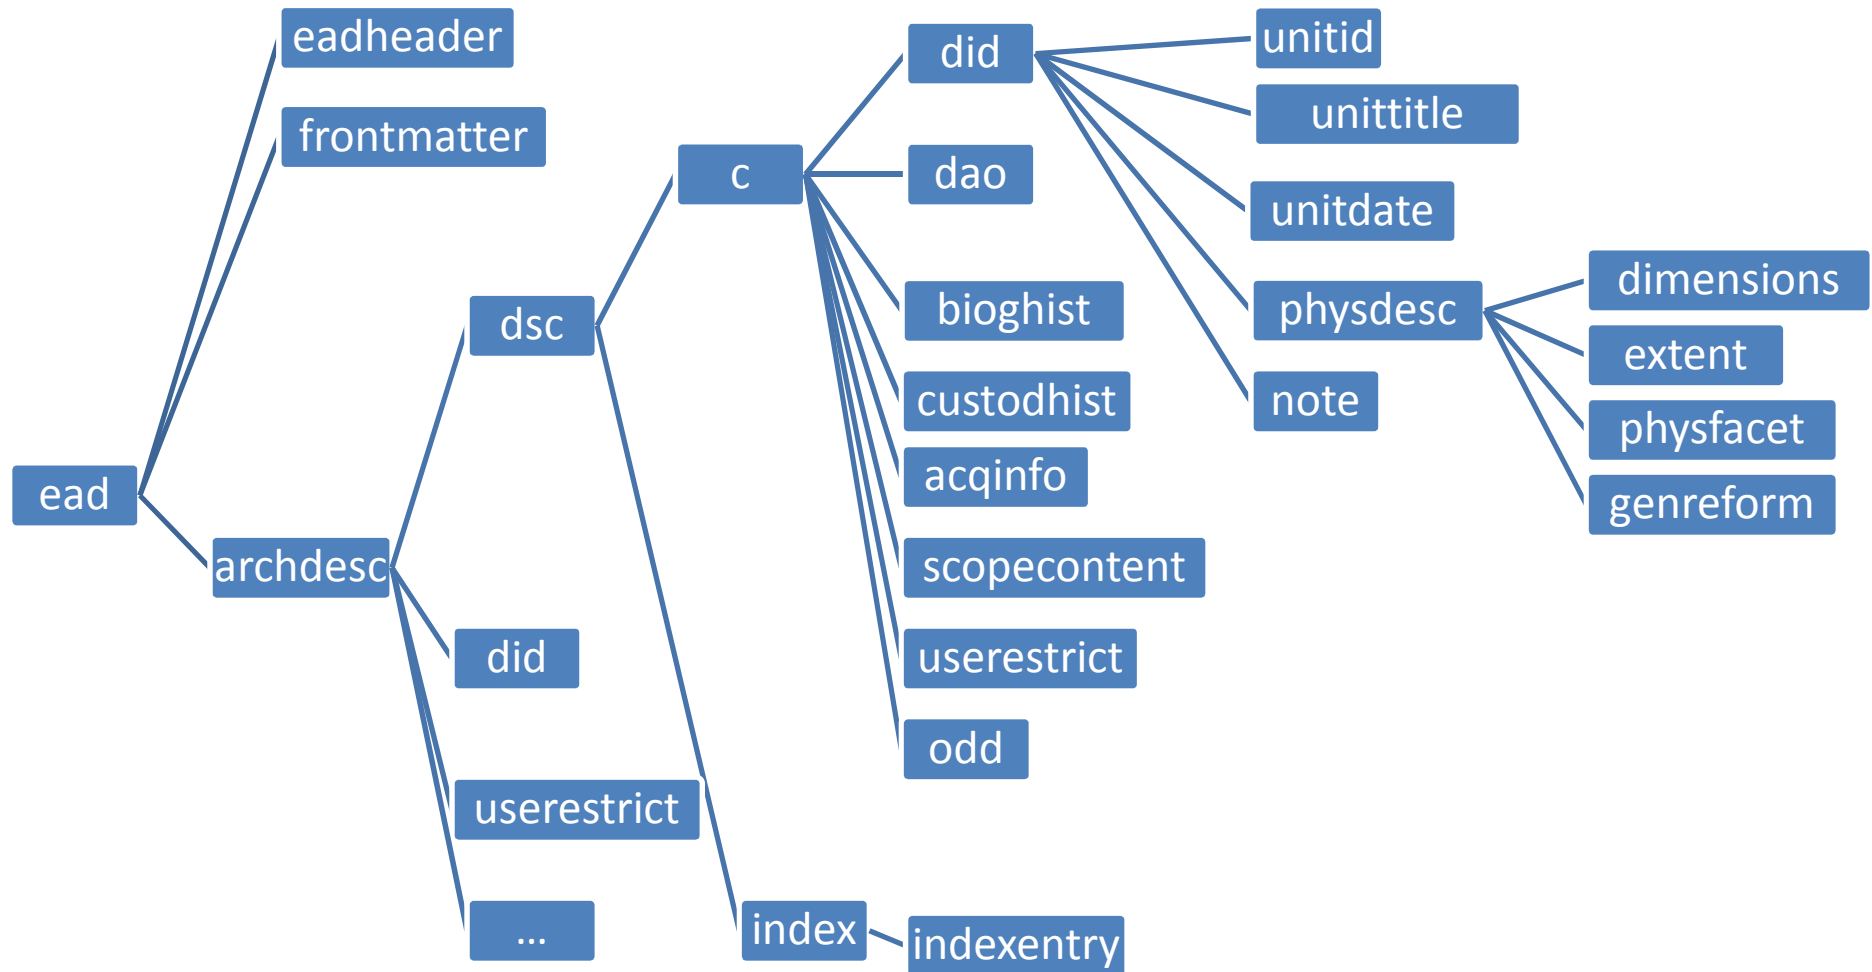 ead
eadheader
frontmatter
archdesc
dsc
did
userestrict
...
c
index
indexentry
did
dao
bioghist
custodhist
acqinfo
scopecontent
userestrict
odd
unitid
unittitle
unitdate
physdesc
note
dimensions
extent
physfacet
genreform